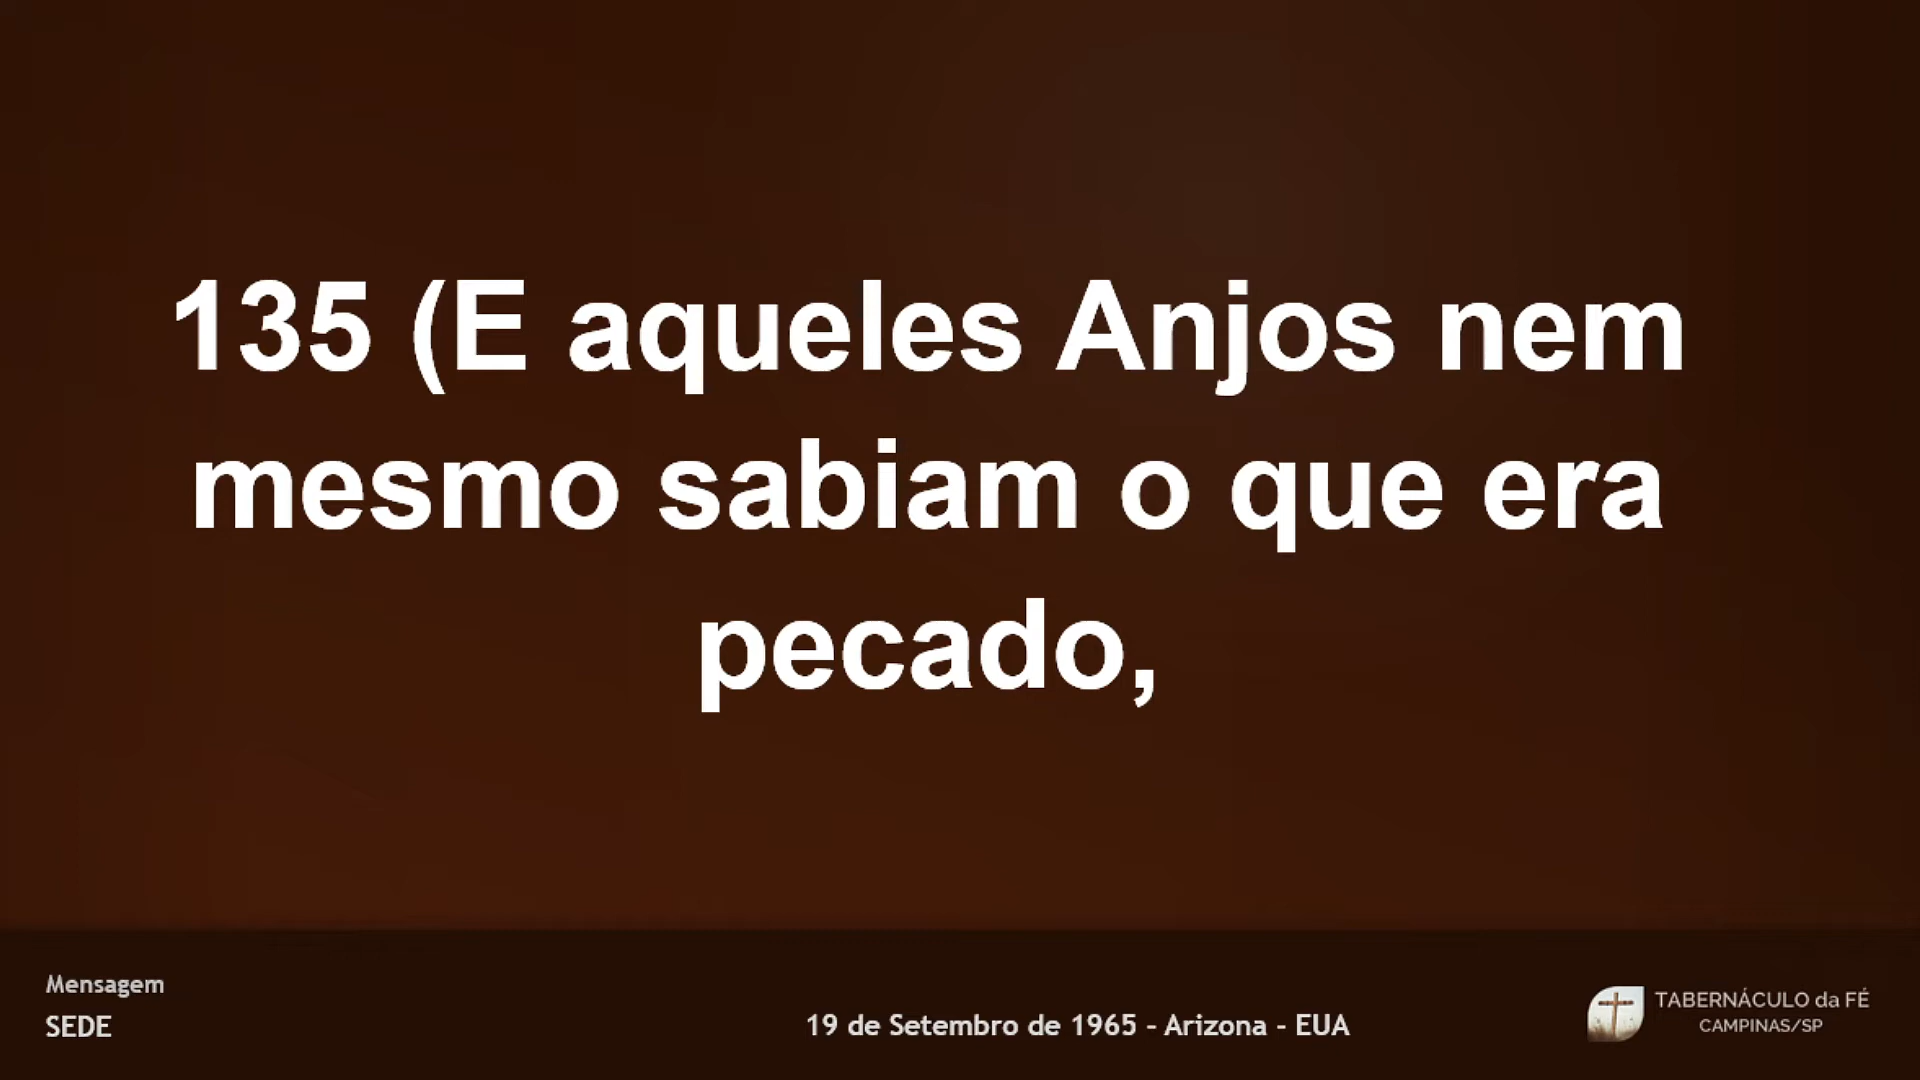 135 (E aqueles Anjos nem
mesmo sabiam o que era
pecado,
Mensagem
SEDE
19 de Setembro de 1965 - Arizona - EUA
TABERNÁCULO da FÉ
CAMPINAS/SP